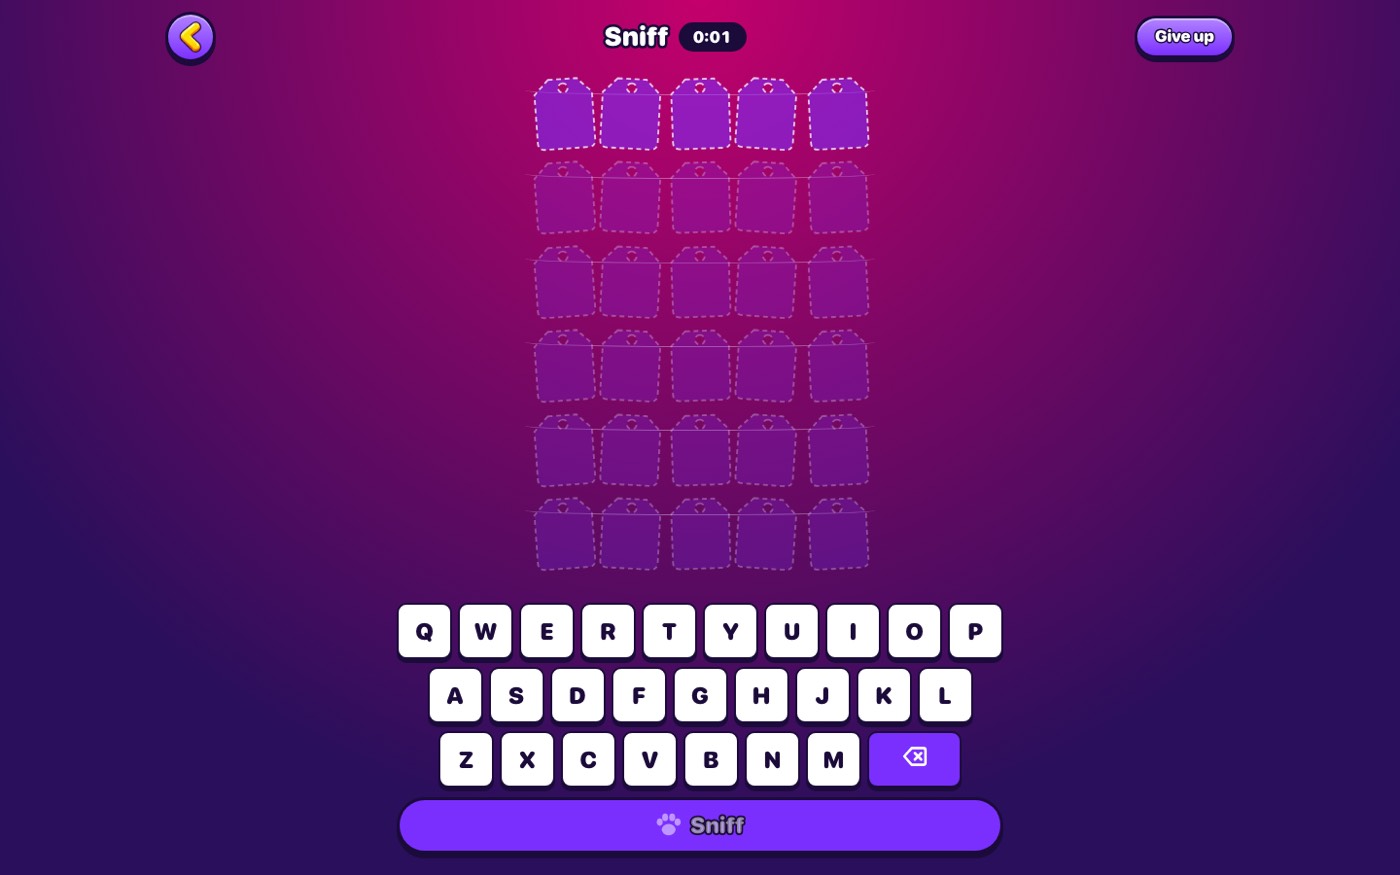 Sniff 0:01 Give up
Q W E R T Y U I O P
A S D F G H J K L
Z X C V B N M
Sniff